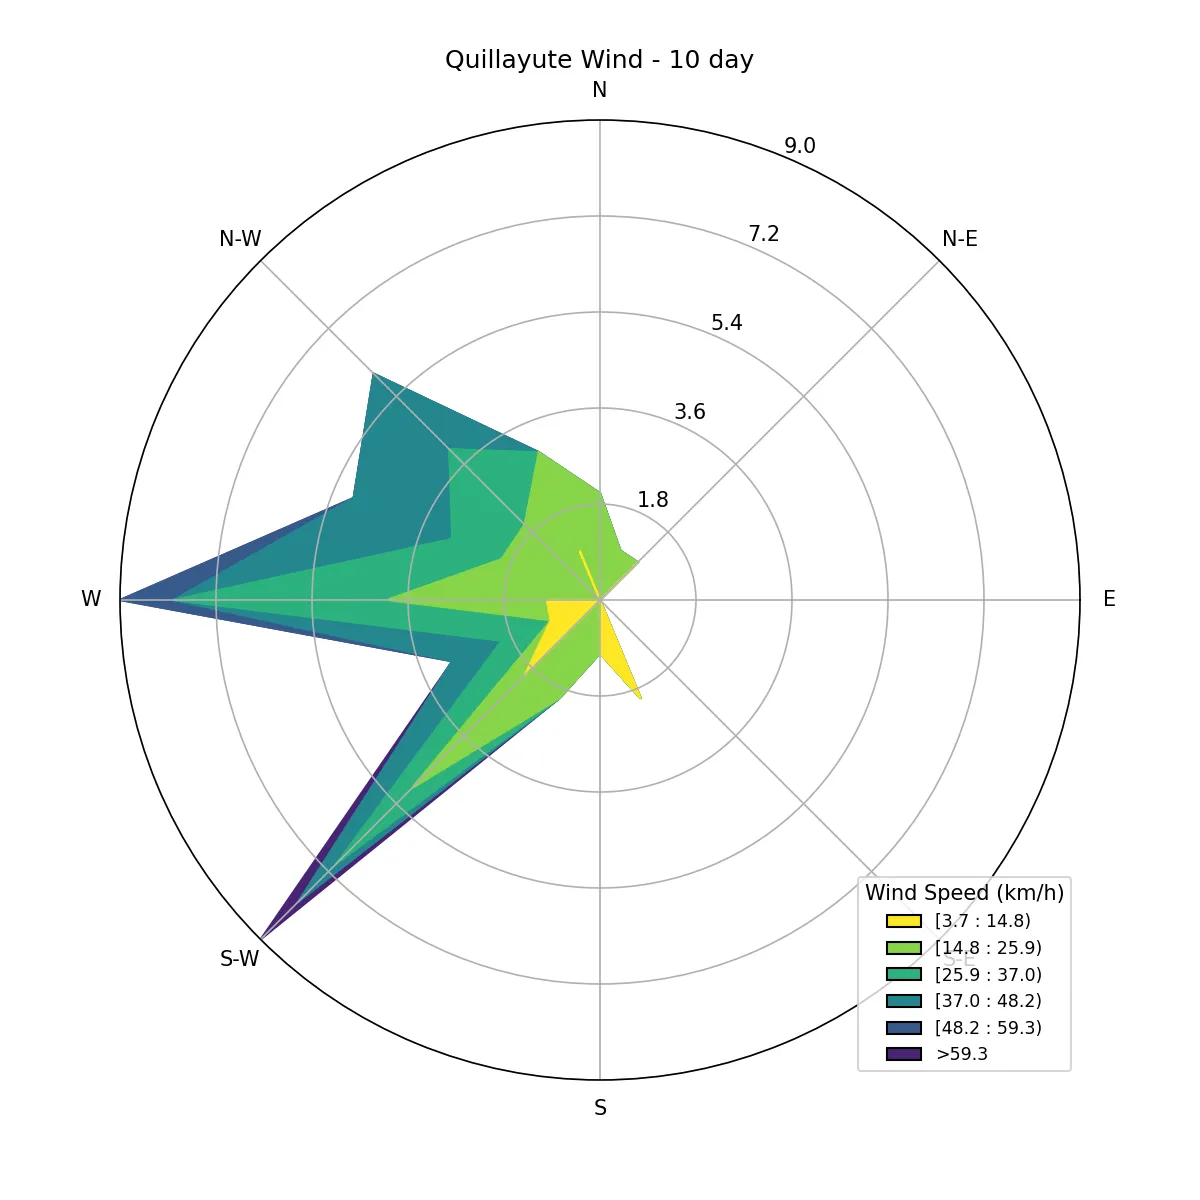 Quillayute Wind - 10 day
N
9.0
N-W
N-E
7.2
5.4
3.6
1.8
W
E
S-W
S-E
S
Wind Speed (km/h)
[3.7 : 14.8)
[14.8 : 25.9)
[25.9 : 37.0)
[37.0 : 48.2)
[48.2 : 59.3)
>59.3